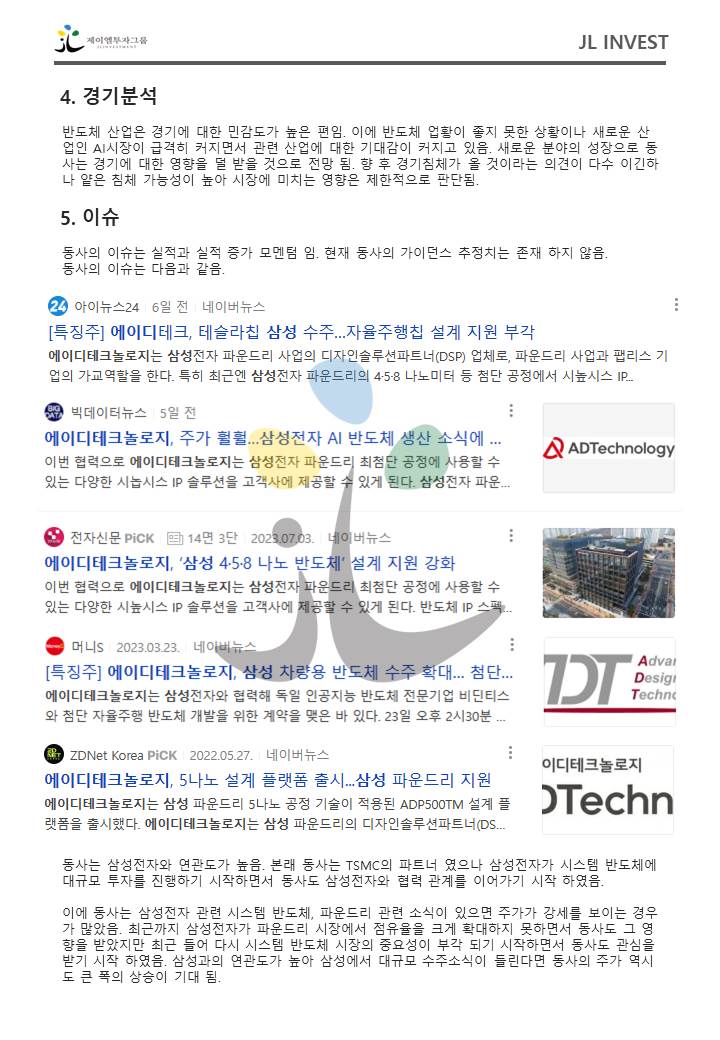 제이엘투자그룹
JLINVESTMENT
JL INVEST
4. 경기분석
반도체 산업은 경기에 대한 민감도가 높은 편임. 이에 반도체 업황이 좋지 못한 상황이나 새로운 산
업인 AI시장이 급격히 커지면서 관련 산업에 대한 기대감이 커지고 있음. 새로운 분야의 성장으로 동
사는 경기에 대한 영향을 덜 받을 것으로 전망 됨. 향 후 경기침체가 올 것이라는 의견이 다수 이긴하
나 얕은 침체 가능성이 높아 시장에 미치는 영향은 제한적으로 판단됨.
5. 이슈
동사의 이슈는 실적과 실적 증가 모멘텀 임. 현재 동사의 가이던스 추정치는 존재 하지 않음.
동사의 이슈는 다음과 같음.
24 아이뉴스24 6일 전 네이버뉴스
[특징주] 에이디테크, 테슬라칩 삼성 수주...자율주행칩 설계 지원 부각
에이디테크놀로지는 삼성전자 파운드리 사업의 디자인솔루션파트너(DSP) 업체로, 파운드리 사업과 팹리스 기
업의 가교역할을 한다. 특히 최근엔 삼성전자 파운드리의 4·5·8 나노미터 등 첨단 공정에서 시높시스 IP...
BIG DATA 빅데이터뉴스 5일 전
에이디테크놀로지, 주가 훨훨...삼성전자 AI 반도체 생산 소식에 ...
이번 협력으로 에이디테크놀로지는 삼성전자 파운드리 최첨단 공정에 사용할 수
있는 다양한 시높시스 IP 솔루션을 고객사에 제공할 수 있게 된다. 삼성전자 파운...
ADTechnology
전자신문 PiCK 14면 3단 2023.07.03. 네이버뉴스
에이디테크놀로지, ‘삼성 4·5·8 나노 반도체’ 설계 지원 강화
이번 협력으로 에이디테크놀로지는 삼성전자 파운드리 최첨단 공정에 사용할 수
있는 다양한 시높시스 IP 솔루션을 고객사에 제공할 수 있게 된다. 반도체 IP 스펙...
머니S 2023.03.23. 네이버뉴스
[특징주] 에이디테크놀로지, 삼성 차량용 반도체 수주 확대... 첨단...
에이디테크놀로지는 삼성전자와 협력해 독일 인공지능 반도체 전문기업 비딘티스
와 첨단 자율주행 반도체 개발을 위한 계약을 맺은 바 있다. 23일 오후 2시30분 ...
TDT
Advan
Design
Techno
ZD NET ZDNet Korea PiCK 2022.05.27. 네이버뉴스
에이디테크놀로지, 5나노 설계 플랫폼 출시...삼성 파운드리 지원
에이디테크놀로지는 삼성 파운드리 5나노 공정 기술이 적용된 ADP500TM 설계 플
랫폼을 출시했다. 에이디테크놀로지는 삼성 파운드리의 디자인솔루션파트너(DS...
이디테크놀로지
DTechn
동사는 삼성전자와 연관도가 높음. 본래 동사는 TSMC의 파트너 였으나 삼성전자가 시스템 반도체에
대규모 투자를 진행하기 시작하면서 동사도 삼성전자와 협력 관계를 이어가기 시작 하였음.
이에 동사는 삼성전자 관련 시스템 반도체, 파운드리 관련 소식이 있으면 주가가 강세를 보이는 경우
가 많았음. 최근까지 삼성전자가 파운드리 시장에서 점유율을 크게 확대하지 못하면서 동사도 그 영
향을 받았지만 최근 들어 다시 시스템 반도체 시장의 중요성이 부각 되기 시작하면서 동사도 관심을
받기 시작 하였음. 삼성과의 연관도가 높아 삼성에서 대규모 수주소식이 들린다면 동사의 주가 역시
도 큰 폭의 상승이 기대 됨.